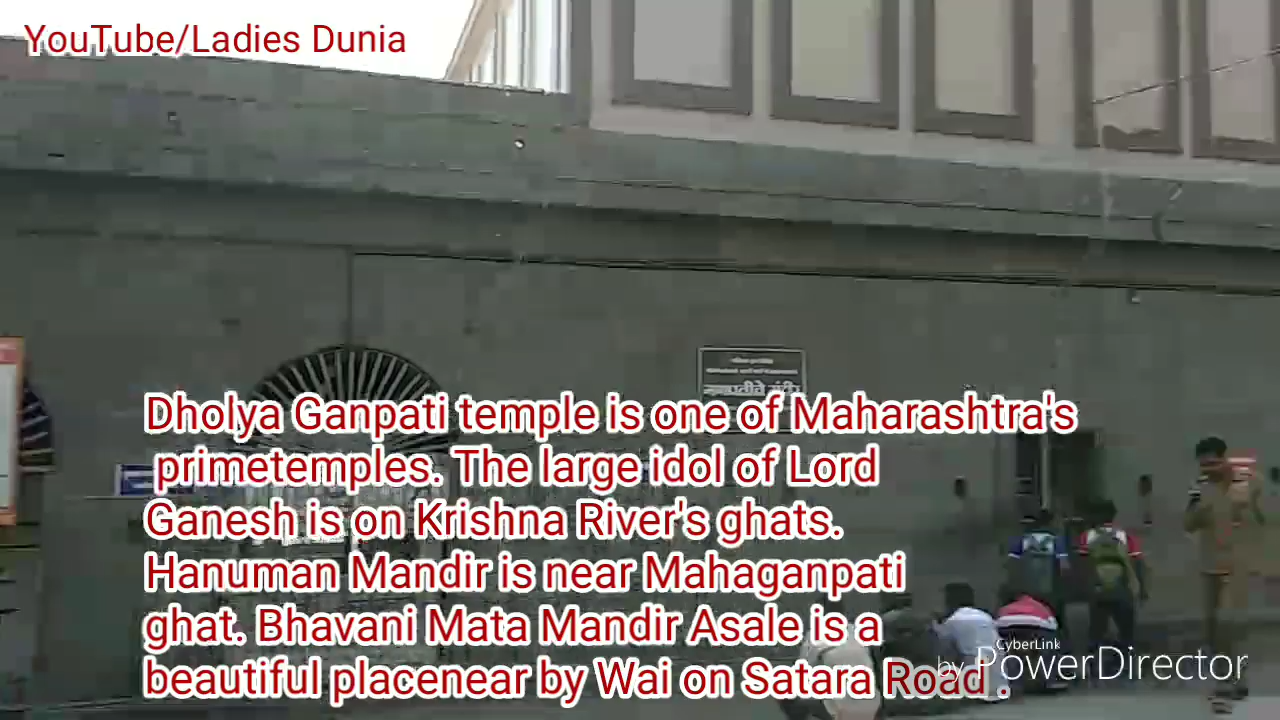 YouTube/Ladies Dunia
Dholya Ganpati temple is one of Maharashtra's
primetemples. The large idol of Lord
Ganesh is on Krishna River's ghats.
Hanuman Mandir is near Mahaganpati
ghat. Bhavani Mata Mandir Asale is a
beautiful placenear by Wai on Satara Road .
CyberLink
by PowerDirector